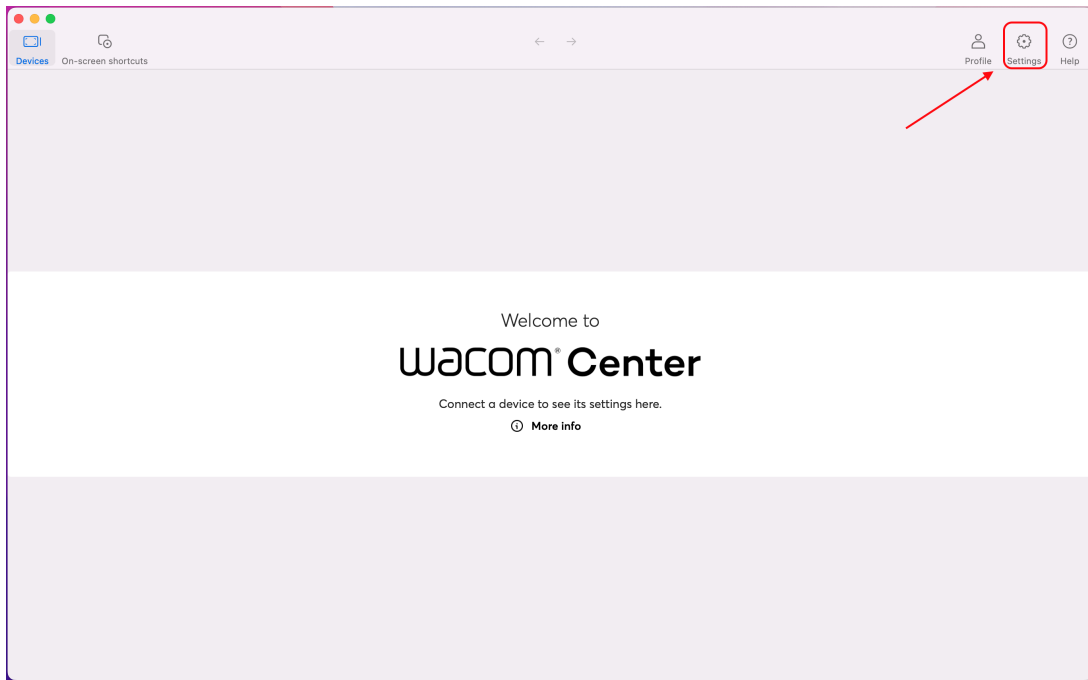 Devices On-screen shortcuts Profile Settings Help
Welcome to
wacom® Center
Connect a device to see its settings here.
More info